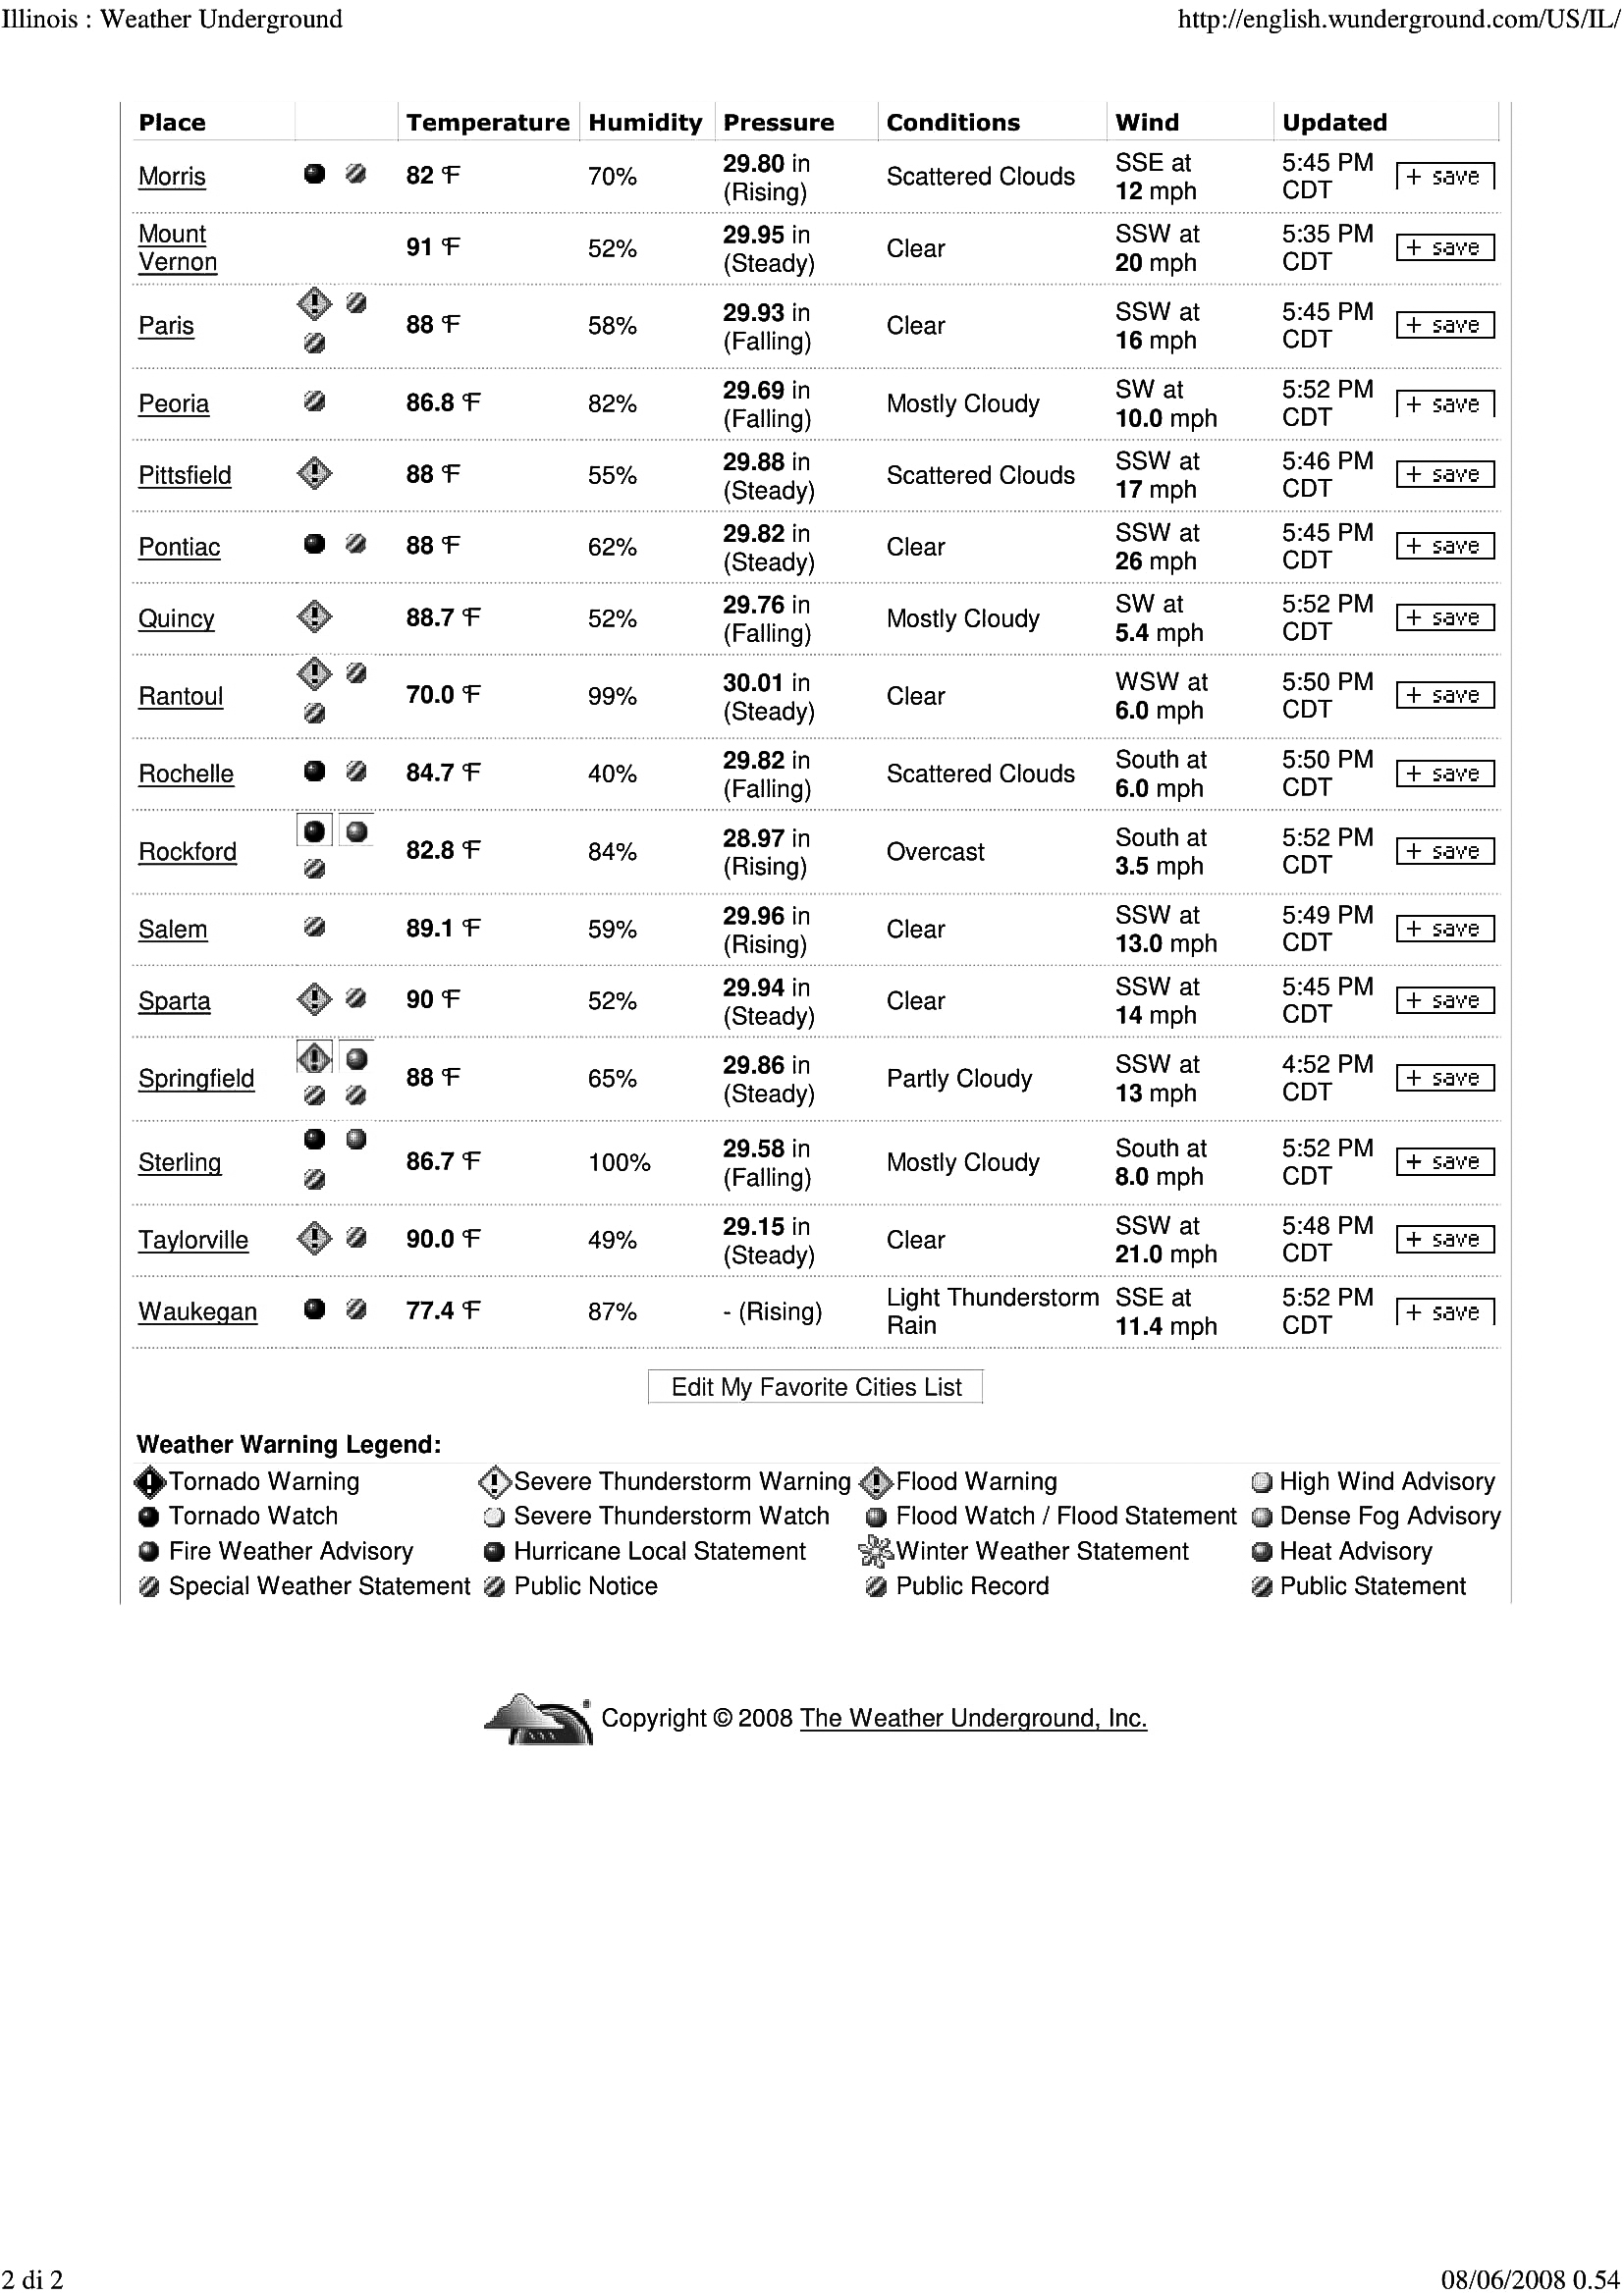 Illinois : Weather Underground http://english.wunderground.com/US/IL/
Place Temperature Humidity Pressure Conditions Wind Updated
Morris 82 °F 70% 29.80 in (Rising) Scattered Clouds SSE at 12 mph 5:45 PM CDT + save
Mount Vernon 91 °F 52% 29.95 in (Steady) Clear SSW at 20 mph 5:35 PM CDT + save
Paris 88 °F 58% 29.93 in (Falling) Clear SSW at 16 mph 5:45 PM CDT + save
Peoria 86.8 °F 82% 29.69 in (Falling) Mostly Cloudy SW at 10.0 mph 5:52 PM CDT + save
Pittsfield 88 °F 55% 29.88 in (Steady) Scattered Clouds SSW at 17 mph 5:46 PM CDT + save
Pontiac 88 °F 62% 29.82 in (Steady) Clear SSW at 26 mph 5:45 PM CDT + save
Quincy 88.7 °F 52% 29.76 in (Falling) Mostly Cloudy SW at 5.4 mph 5:52 PM CDT + save
Rantoul 70.0 °F 99% 30.01 in (Steady) Clear WSW at 6.0 mph 5:50 PM CDT + save
Rochelle 84.7 °F 40% 29.82 in (Falling) Scattered Clouds South at 6.0 mph 5:50 PM CDT + save
Rockford 82.8 °F 84% 28.97 in (Rising) Overcast South at 3.5 mph 5:52 PM CDT + save
Salem 89.1 °F 59% 29.96 in (Rising) Clear SSW at 13.0 mph 5:49 PM CDT + save
Sparta 90 °F 52% 29.94 in (Steady) Clear SSW at 14 mph 5:45 PM CDT + save
Springfield 88 °F 65% 29.86 in (Steady) Partly Cloudy SSW at 13 mph 4:52 PM CDT + save
Sterling 86.7 °F 100% 29.58 in (Falling) Mostly Cloudy South at 8.0 mph 5:52 PM CDT + save
Taylorville 90.0 °F 49% 29.15 in (Steady) Clear SSW at 21.0 mph 5:48 PM CDT + save
Waukegan 77.4 °F 87% - (Rising) Light Thunderstorm Rain SSE at 11.4 mph 5:52 PM CDT + save
Edit My Favorite Cities List
Weather Warning Legend:
Tornado Warning Severe Thunderstorm Warning Flood Warning High Wind Advisory
Tornado Watch Severe Thunderstorm Watch Flood Watch / Flood Statement Dense Fog Advisory
Fire Weather Advisory Hurricane Local Statement Winter Weather Statement Heat Advisory
Special Weather Statement Public Notice Public Record Public Statement
Copyright © 2008 The Weather Underground, Inc.
2 di 2 08/06/2008 0.54